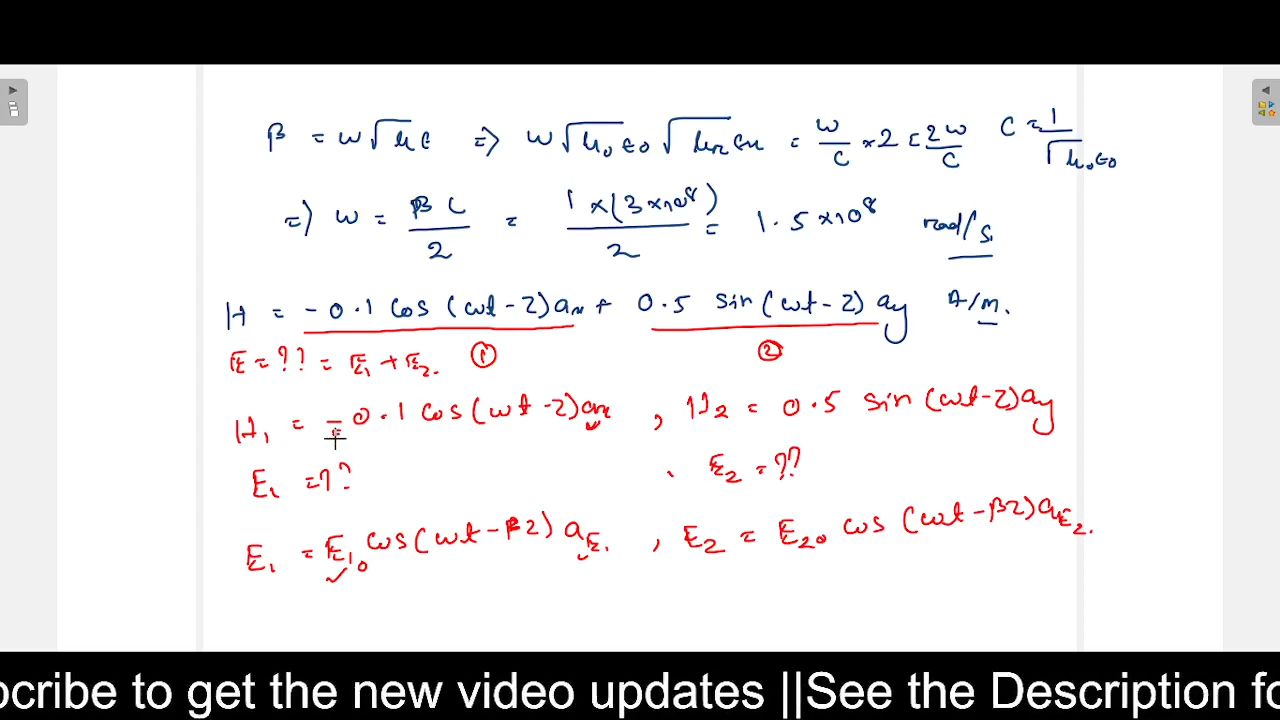 β = ω√με => ω√μ₀ε₀ √μᵣεᵣ = ω/c ×2 = 2ω/c C = 1/√μ₀ε₀
=> ω = βc/2 = 1×(3×10⁸)/2 = 1.5×10⁸ rad/s.
H = -0.1 cos (ωt-z)aₓ + 0.5 sin(ωt-z) ay A/m.
E = ?? = E₁ + E₂. ① ②
H₁ = -0.1 cos(ωt-z)aₓ , H₂ = 0.5 sin(ωt-z)ay
E₁ = ?? , E₂ = ??
E₁ = E₁₀ cos(ωt-βz) aE₁ , E₂ = E₂₀ cos (ωt-βz) aE₂.
bcribe to get the new video updates ||See the Description fo